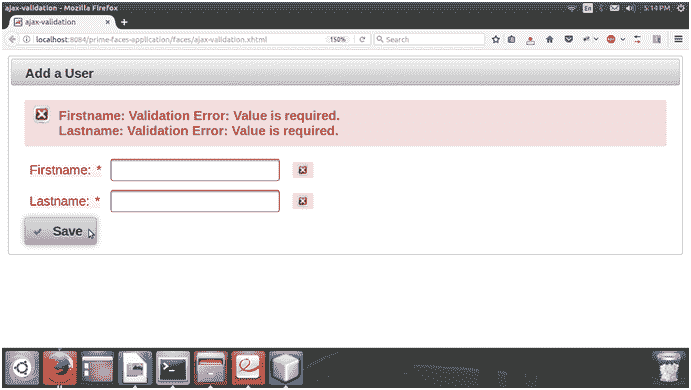 ajax-validation - Mozilla Firefox
En
5:14 PM
ajax-validation
localhost:8084/prime-faces-application/faces/ajax-validation.xhtml
150%
Search
Add a User
Firstname: Validation Error: Value is required.
Lastname: Validation Error: Value is required.
Firstname: *
Lastname: *
Save